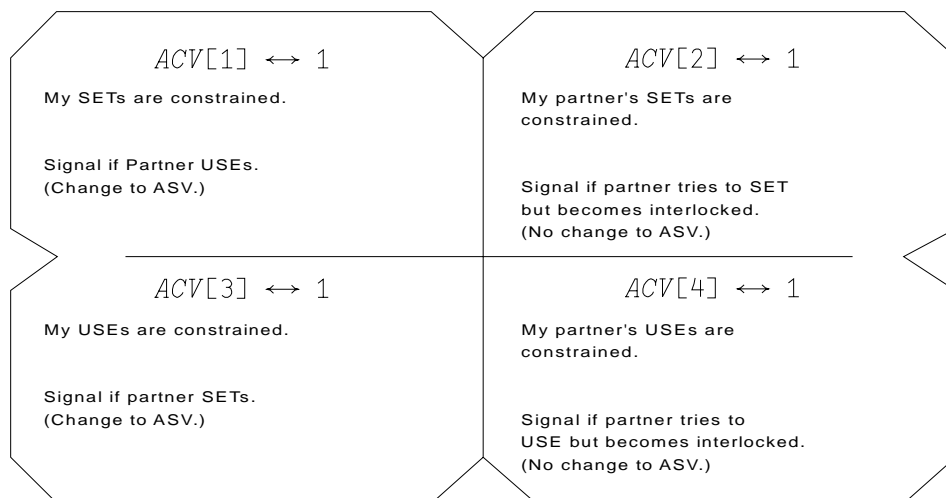 ACV[1] ↔ 1
My SETs are constrained.
Signal if Partner USEs.
(Change to ASV.)
ACV[2] ↔ 1
My partner's SETs are
constrained.
Signal if partner tries to SET
but becomes interlocked.
(No change to ASV.)
ACV[3] ↔ 1
My USEs are constrained.
Signal if partner SETs.
(Change to ASV.)
ACV[4] ↔ 1
My partner's USEs are
constrained.
Signal if partner tries to
USE but becomes interlocked.
(No change to ASV.)